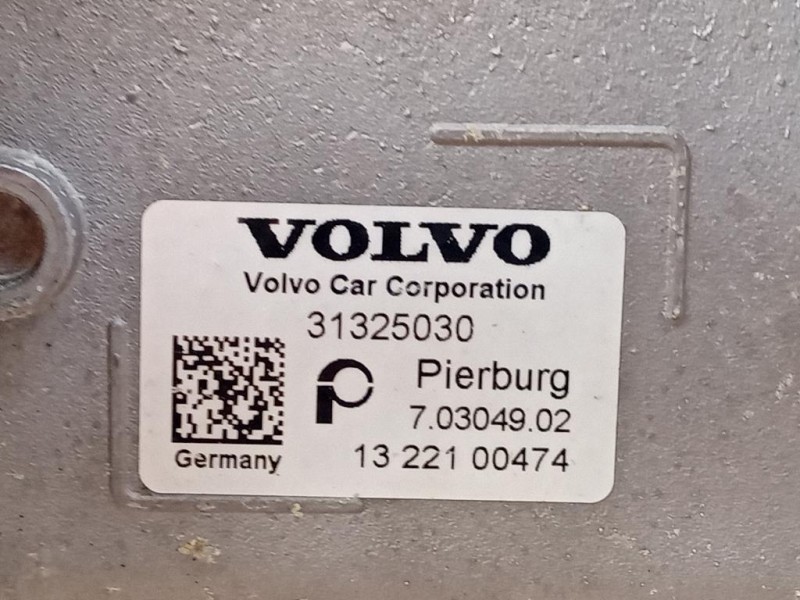 VOLVO
Volvo Car Corporation
31325030
Pierburg
7.03049.02
Germany
13 221 00474